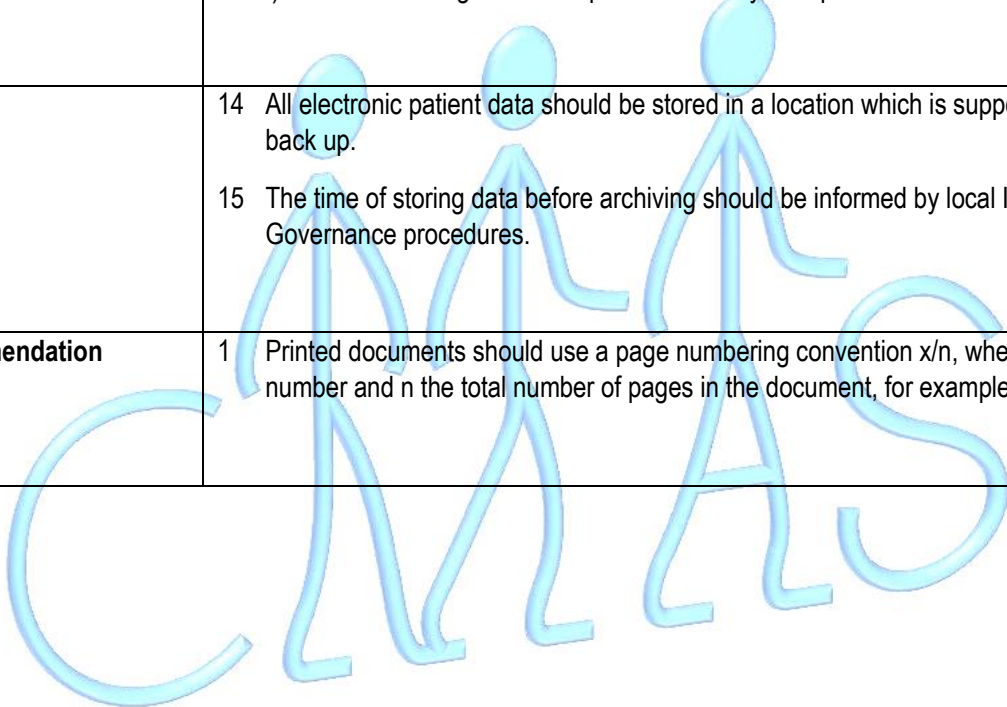 14 All electronic patient data should be stored in a location which is
back up.
15 The time of storing data before archiving should be informed by local
Governance procedures.
endation
1 Printed documents should use a page numbering convention x/n,
number and n the total number of pages in the document, for example
CMAS